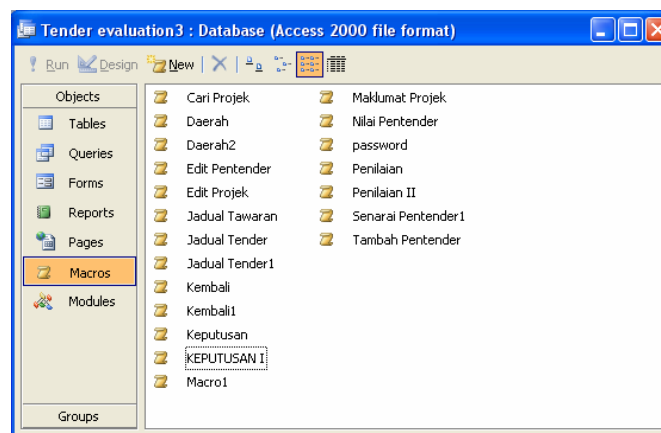 Tender evaluation3 : Database (Access 2000 file format)
Run Design New
Objects
Tables
Queries
Forms
Reports
Pages
Macros
Modules
Groups
Cari Projek
Daerah
Daerah2
Edit Pentender
Edit Projek
Jadual Tawaran
Jadual Tender
Jadual Tender1
Kembali
Kembali1
Keputusan
KEPUTUSAN I
Macro1
Maklumat Projek
Nilai Pentender
password
Penilaian
Penilaian II
Senarai Pentender1
Tambah Pentender